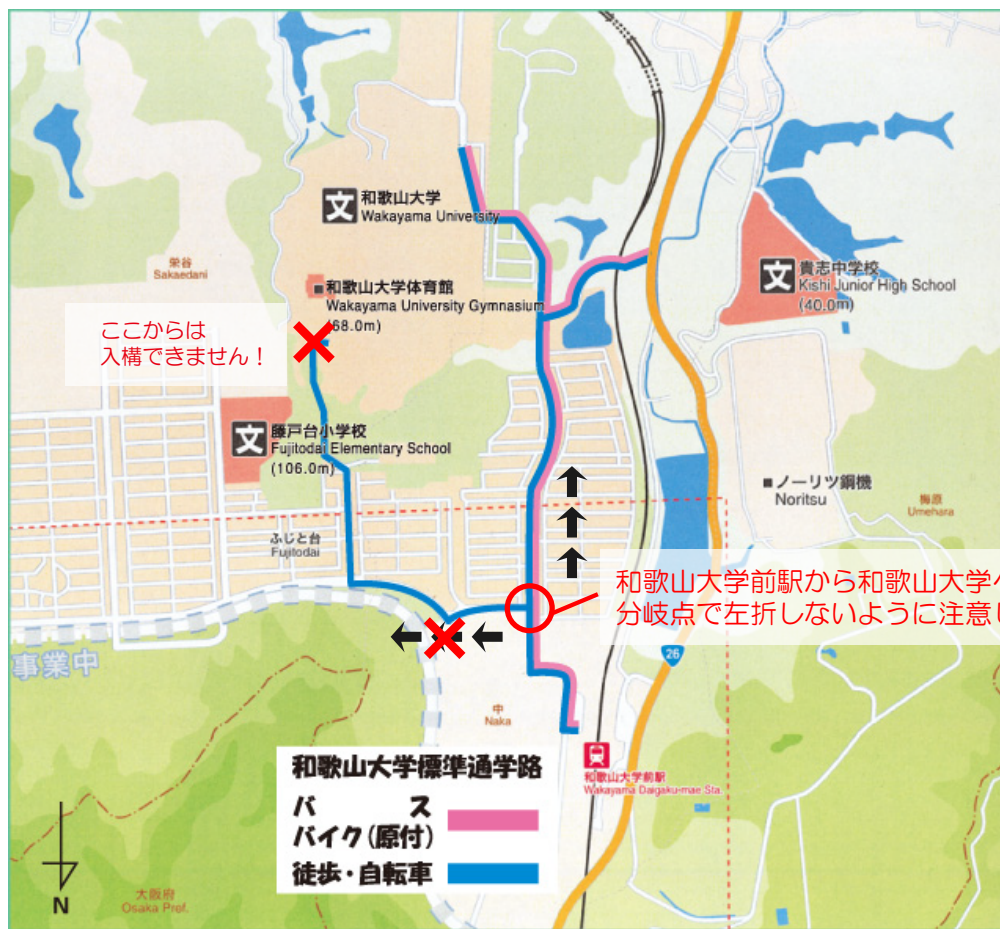 文
和歌山大学
Wakayama University
栄谷
Sakaedani
和歌山大学体育館
Wakayama University Gymnasium
(68.0m)
文
貴志中学校
Kishi Junior High School
(40.0m)
ここからは
入構できません！
文
藤戸台小学校
Fujitodai Elementary School
(106.0m)
ノーリツ鋼機
Noritsu
梅原
Umehara
ふじと台
Fujitodai
和歌山大学前駅から和歌山大学へ
分岐点で左折しないように注意し
26
事業中
中
Naka
和歌山大学前駅
Wakayama Daigaku-mae Sta.
和歌山大学標準通学路
バス
バイク(原付)
徒歩・自転車
N
大阪府
Osaka Pref.